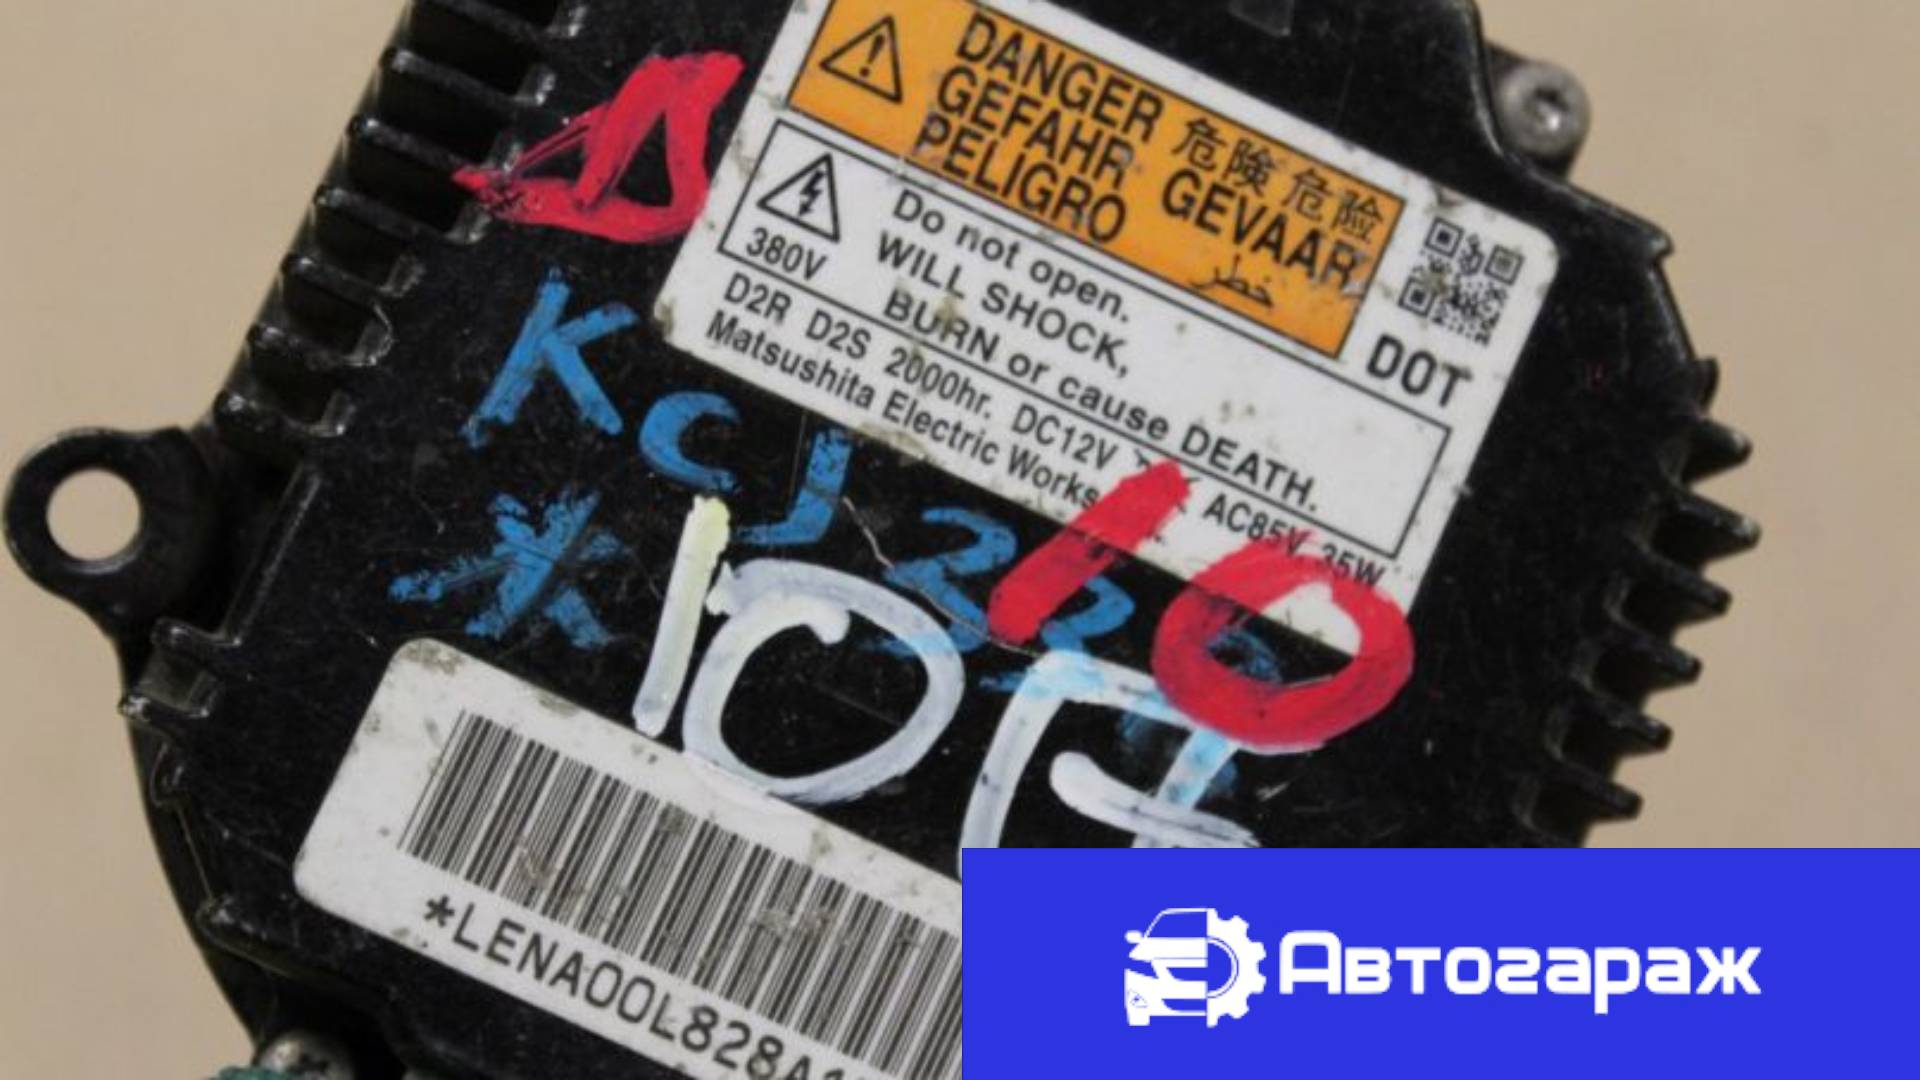 DANGER 危険 危险
GEFAHR GEVAAR
PELIGRO خطر
Do not open.
WILL SHOCK,
BURN or cause DEATH.
380V
DOT
D2R D2S 2000hr. DC12V AC85V 35W
Matsushita Electric Works
KCJ
10
10
*LENA00L828A
Автогараж